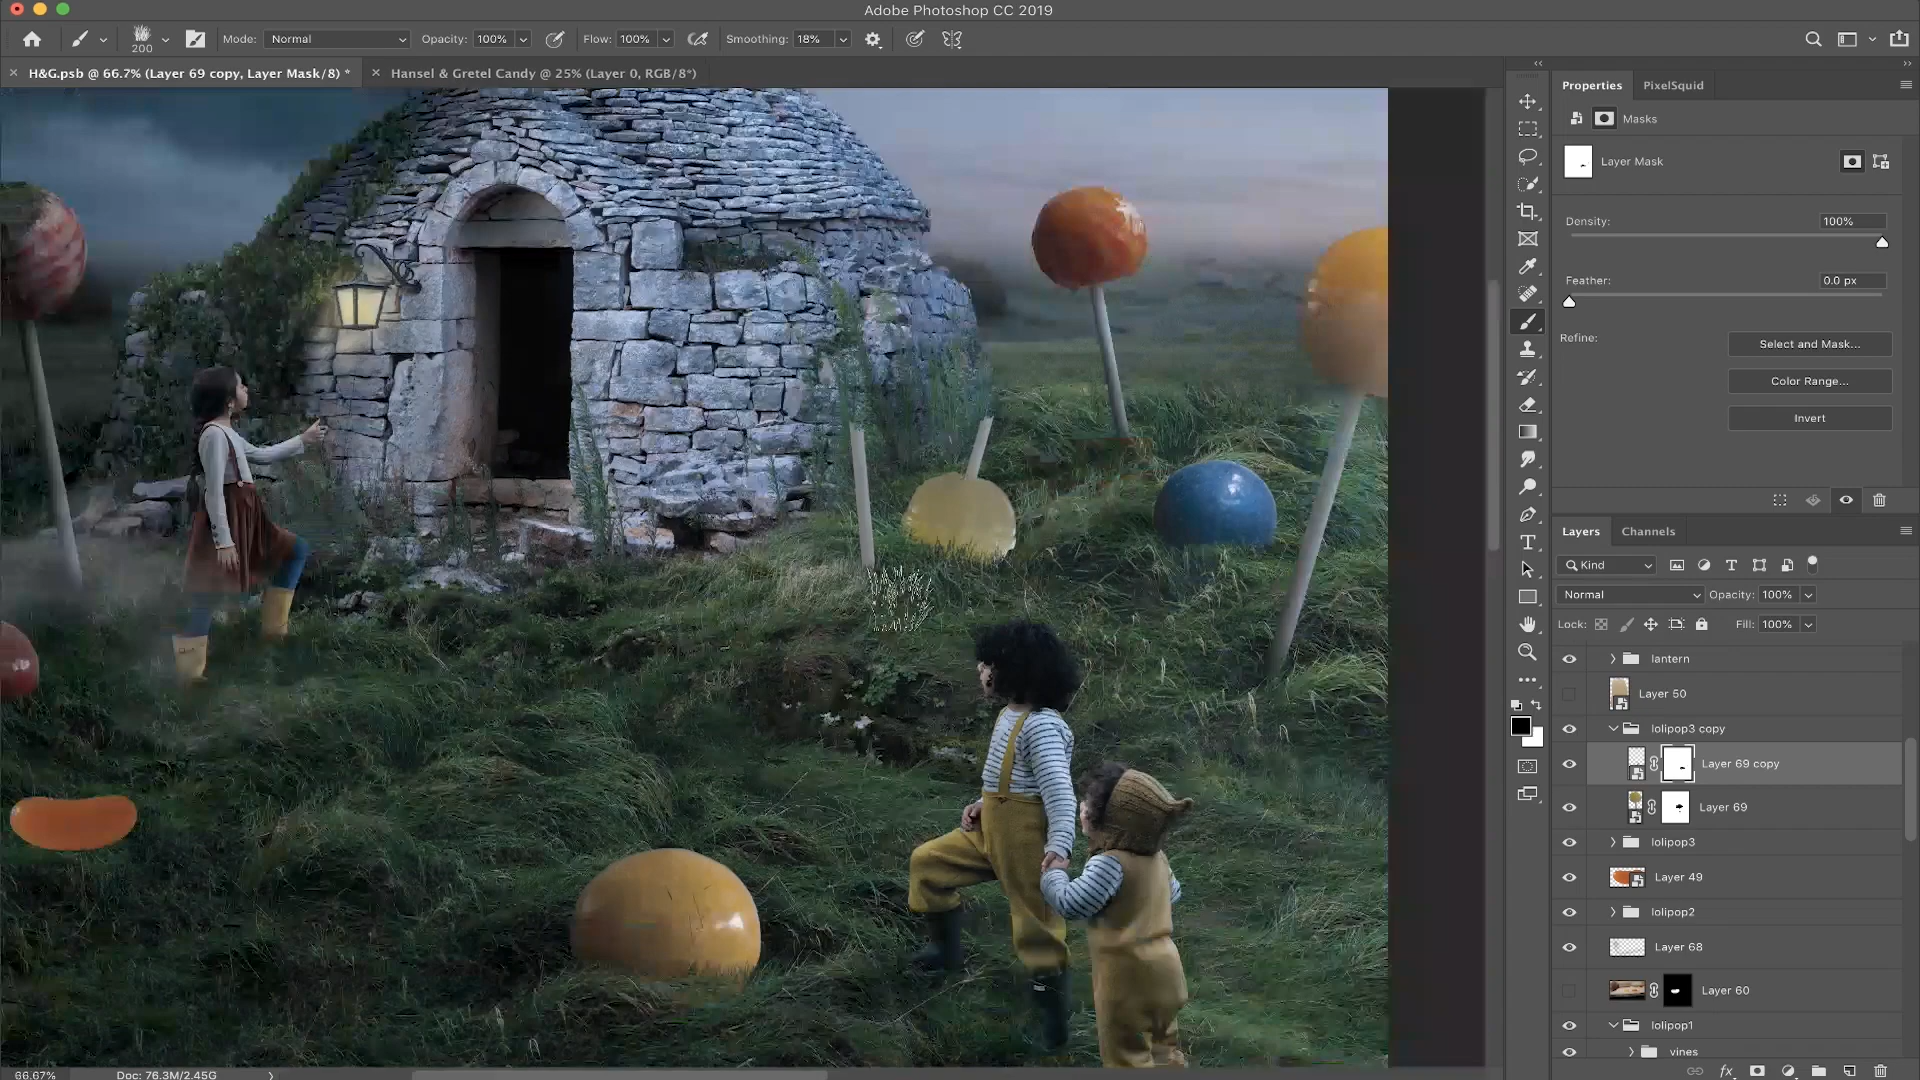 Adobe Photoshop CC 2019
200
Mode: Normal
Opacity: 100%
Flow: 100%
Smoothing: 18%
H&G.psb @ 66.7% (Layer 69 copy, Layer Mask/8) *
Hansel & Gretel Candy @ 25% (Layer 0, RGB/8*)
Properties
PixelSquid
Masks
Layer Mask
Density: 100%
Feather: 0.0 px
Refine:
Select and Mask...
Color Range...
Invert
Layers
Channels
Kind
Normal
Opacity: 100%
Lock:
Fill: 100%
lantern
Layer 50
lolipop3 copy
Layer 69 copy
Layer 69
lolipop3
Layer 49
lolipop2
Layer 68
Layer 60
lolipop1
vines
fx
66.67%
Doc: 76.3M/2.45G